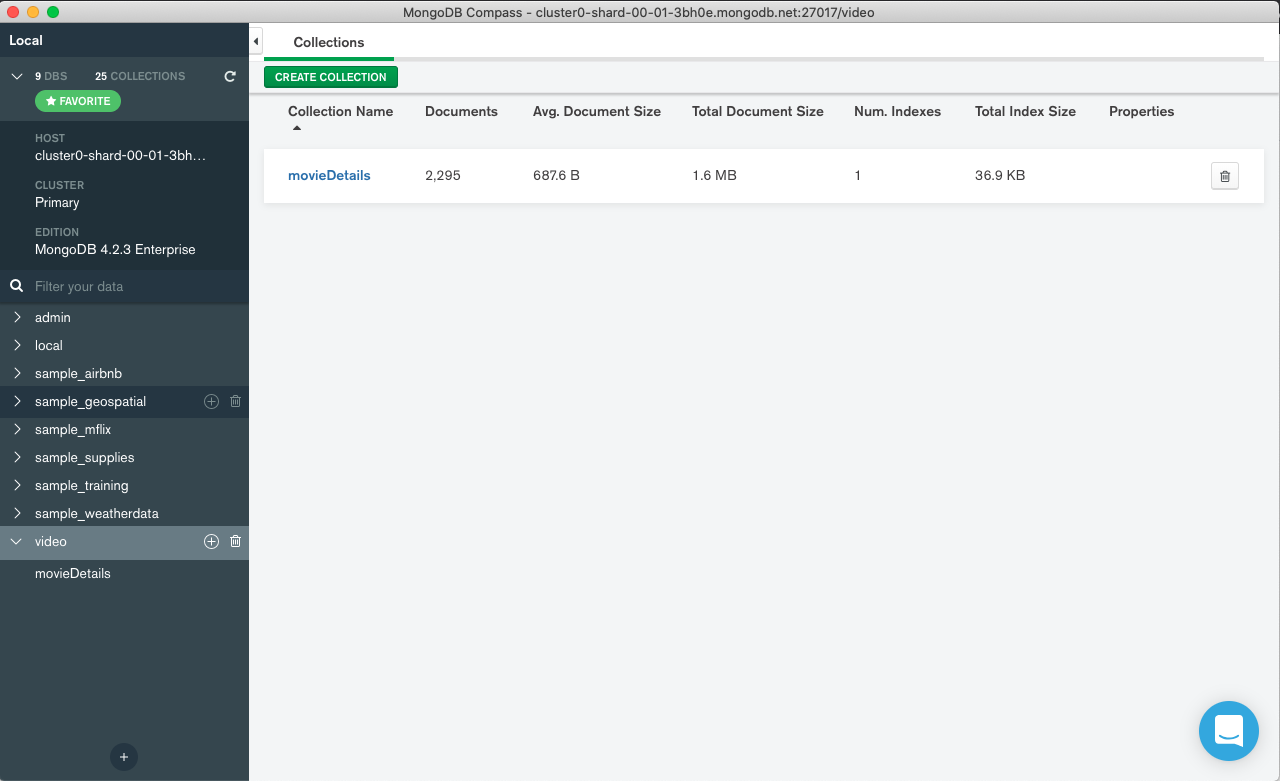 MongoDB Compass - cluster0-shard-00-01-3bh0e.mongodb.net:27017/video
Local
9 DBS 25 COLLECTIONS
FAVORITE
HOST
cluster0-shard-00-01-3bh...
CLUSTER
Primary
EDITION
MongoDB 4.2.3 Enterprise
Filter your data
admin
local
sample_airbnb
sample_geospatial
sample_mflix
sample_supplies
sample_training
sample_weatherdata
video
movieDetails
Collections
CREATE COLLECTION
Collection Name Documents Avg. Document Size Total Document Size Num. Indexes Total Index Size Properties
movieDetails 2,295 687.6 B 1.6 MB 1 36.9 KB